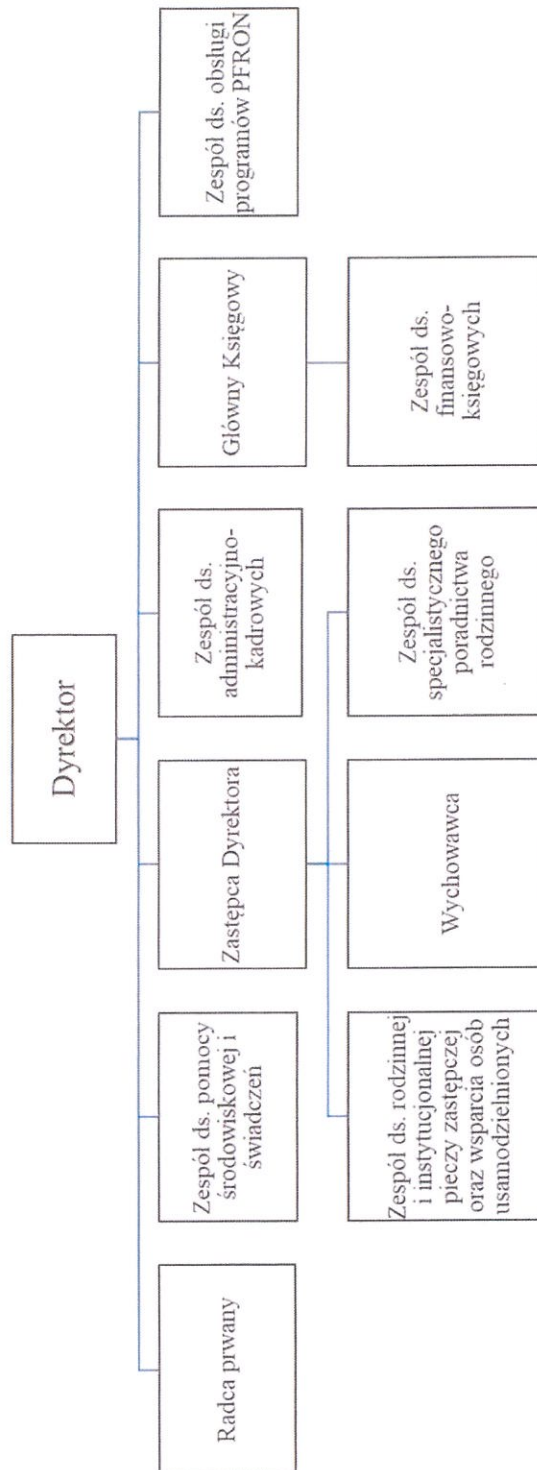 Dyrektor
Radca prwany
Zespół ds. pomocy
środowiskowej i
świadczeń
Zastępca Dyrektora
Zespół ds.
administracyjno-
kadrowych
Główny Księgowy
Zespół ds. obsługi
programów PFRON
Zespół ds. rodzinnej
i instytucjonalnej
pieczy zastępczej
oraz wsparcia osób
usamodzielnionych
Wychowawca
Zespół ds.
specjalistycznego
poradnictwa
rodzinnego
Zespół ds.
finansowo-
księgowych